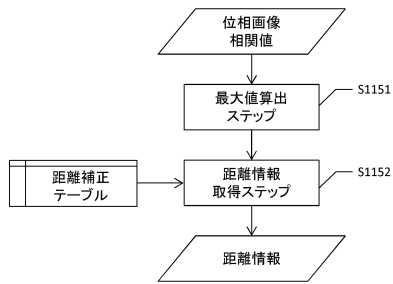 位相画像
相関値
最大値算出
ステップ
S1151
距離補正
テーブル
距離情報
取得ステップ
S1152
距離情報